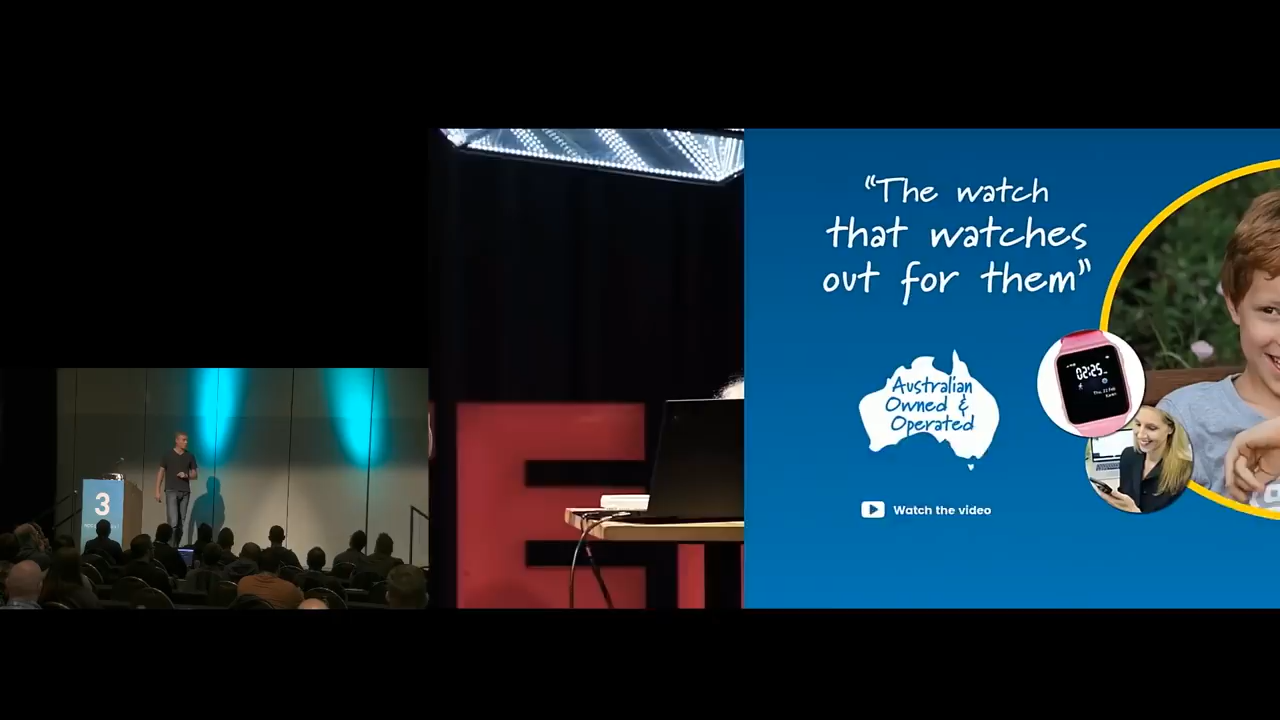 3
E
“The watch
that watches
out for them”
Australian
Owned &
Operated
Watch the video
02:25